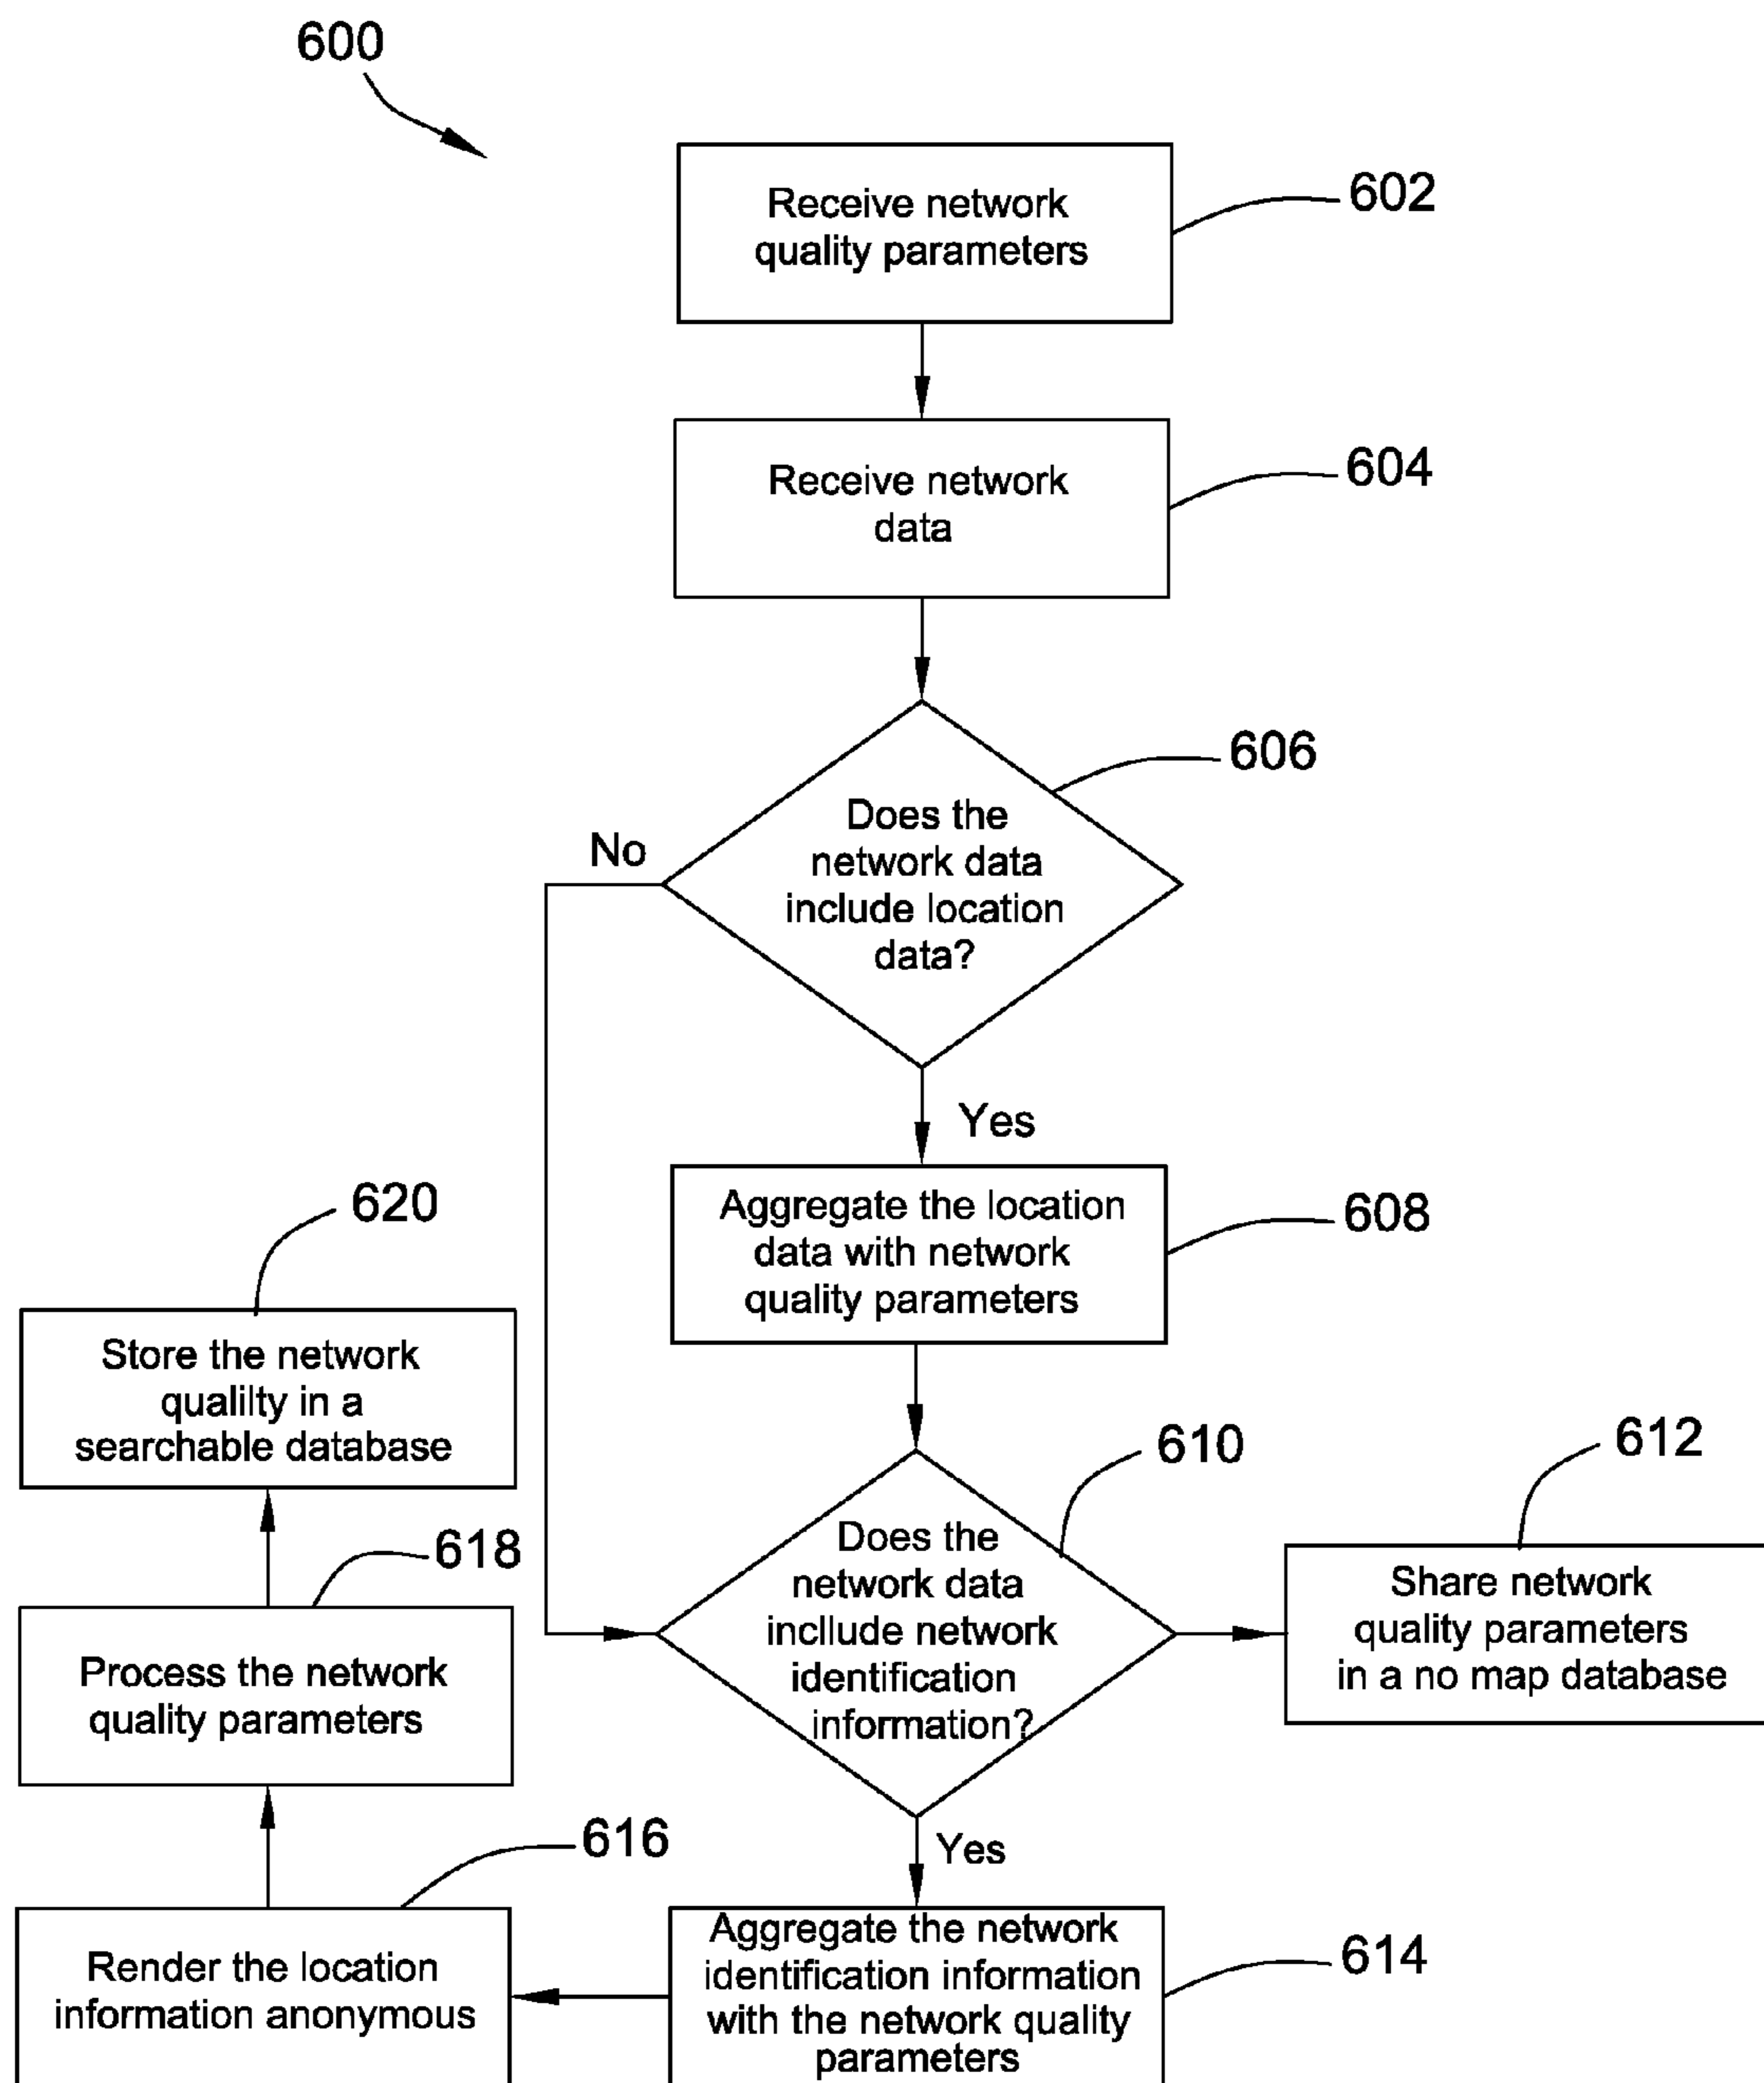 600
Receive network
quality parameters
602
Receive network
data
604
606
Does the
network data
include location
data?
No
Yes
Aggregate the location
data with network
quality parameters
608
610
Does the
network data
incllude network
identification
information?
612
Share network
quality parameters
in a no map database
Yes
Aggregate the network
identification information
with the network quality
parameters
614
616
Render the location
information anonymous
618
Process the network
quality parameters
620
Store the network
qualilty in a
searchable database